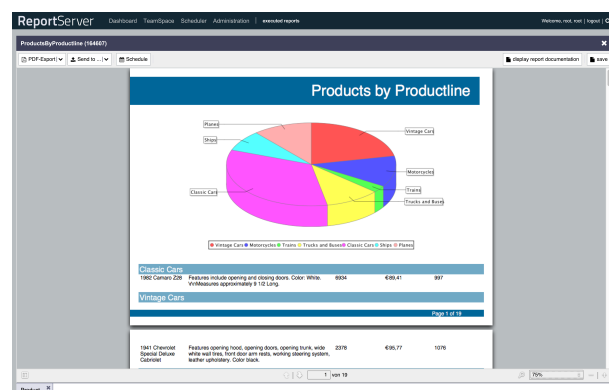 ReportServer Dashboard TeamSpace Scheduler Administration executed reports Welcome, root, root | logout |
ProductsByProductline (164607)
PDF-Export Send to ... Schedule display report documentation save
Products by Productline
Planes
Vintage Cars
Ships
Motorcycles
Trains
Classic Cars
Trucks and Buses
Vintage Cars Motorcycles Trains Trucks and Buses Classic Cars Ships Planes
Classic Cars
1982 Camaro Z28 Features include opening and closing doors. Color: White. 6934 €89,41 997
\r\nMeasures approximately 9 1/2 Long.
Vintage Cars
Page 1 of 19
1941 Chevrolet Features opening hood, opening doors, opening trunk, wide 2378 €95,77 1076
Special Deluxe white wall tires, front door arm rests, working steering system,
Cabriolet leather upholstery. Color black.
1 von 19 75%
Product